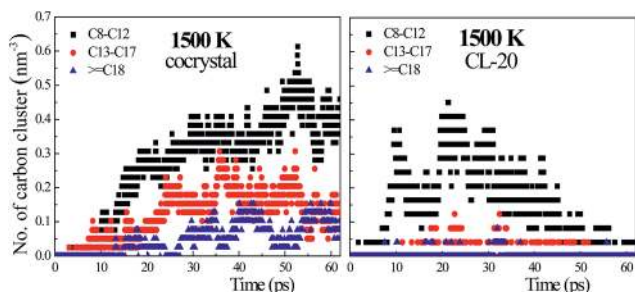 No. of carbon cluster (nm-3)
0.7
0.6
0.5
0.4
0.3
0.2
0.1
0.0
C8-C12
C13-C17
>=C18
1500 K
cocrystal
0 10 20 30 40 50 60
Time (ps)
C8-C12
C13-C17
>=C18
1500 K
CL-20
0 10 20 30 40 50 60
Time (ps)